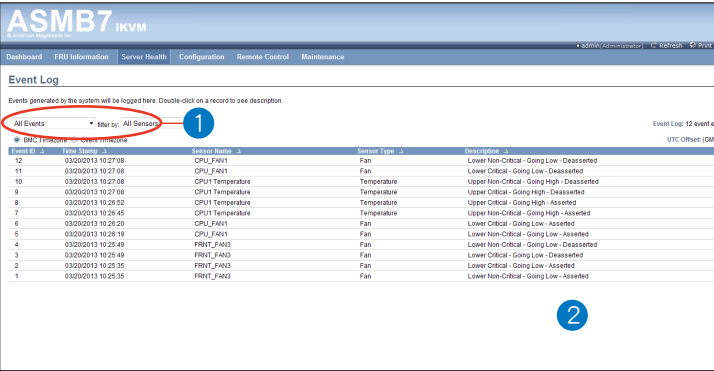 ASMB7 iKVM
© American Megatrends Inc.
admin(Administrator) Refresh Print
Dashboard FRU Information Server Health Configuration Remote Control Maintenance
Event Log
Events generated by the system will be logged here. Double-click on a record to see description
All Events filter by: All Sensors 1 Event Log: 12 event e
BMC Timezone Client Timezone UTC Offset: (GM
Event ID Time Stamp Sensor Name Sensor Type Description
12 03/20/2013 10:27:08 CPU_FAN1 Fan Lower Non-Critical - Going Low - Deasserted
11 03/20/2013 10:27:08 CPU_FAN1 Fan Lower Critical - Going Low - Deasserted
10 03/20/2013 10:27:08 CPU1 Temperature Temperature Upper Non-Critical - Going High - Deasserted
9 03/20/2013 10:27:08 CPU1 Temperature Temperature Upper Critical - Going High - Deasserted
8 03/20/2013 10:26:52 CPU1 Temperature Temperature Upper Critical - Going High - Asserted
7 03/20/2013 10:26:45 CPU1 Temperature Temperature Upper Non-Critical - Going High - Asserted
6 03/20/2013 10:26:20 CPU_FAN1 Fan Lower Critical - Going Low - Asserted
5 03/20/2013 10:26:19 CPU_FAN1 Fan Lower Non-Critical - Going Low - Asserted
4 03/20/2013 10:25:49 FRNT_FAN3 Fan Lower Non-Critical - Going Low - Deasserted
3 03/20/2013 10:25:49 FRNT_FAN3 Fan Lower Critical - Going Low - Deasserted
2 03/20/2013 10:25:35 FRNT_FAN3 Fan Lower Critical - Going Low - Asserted
1 03/20/2013 10:25:35 FRNT_FAN3 Fan Lower Non-Critical - Going Low - Asserted
2